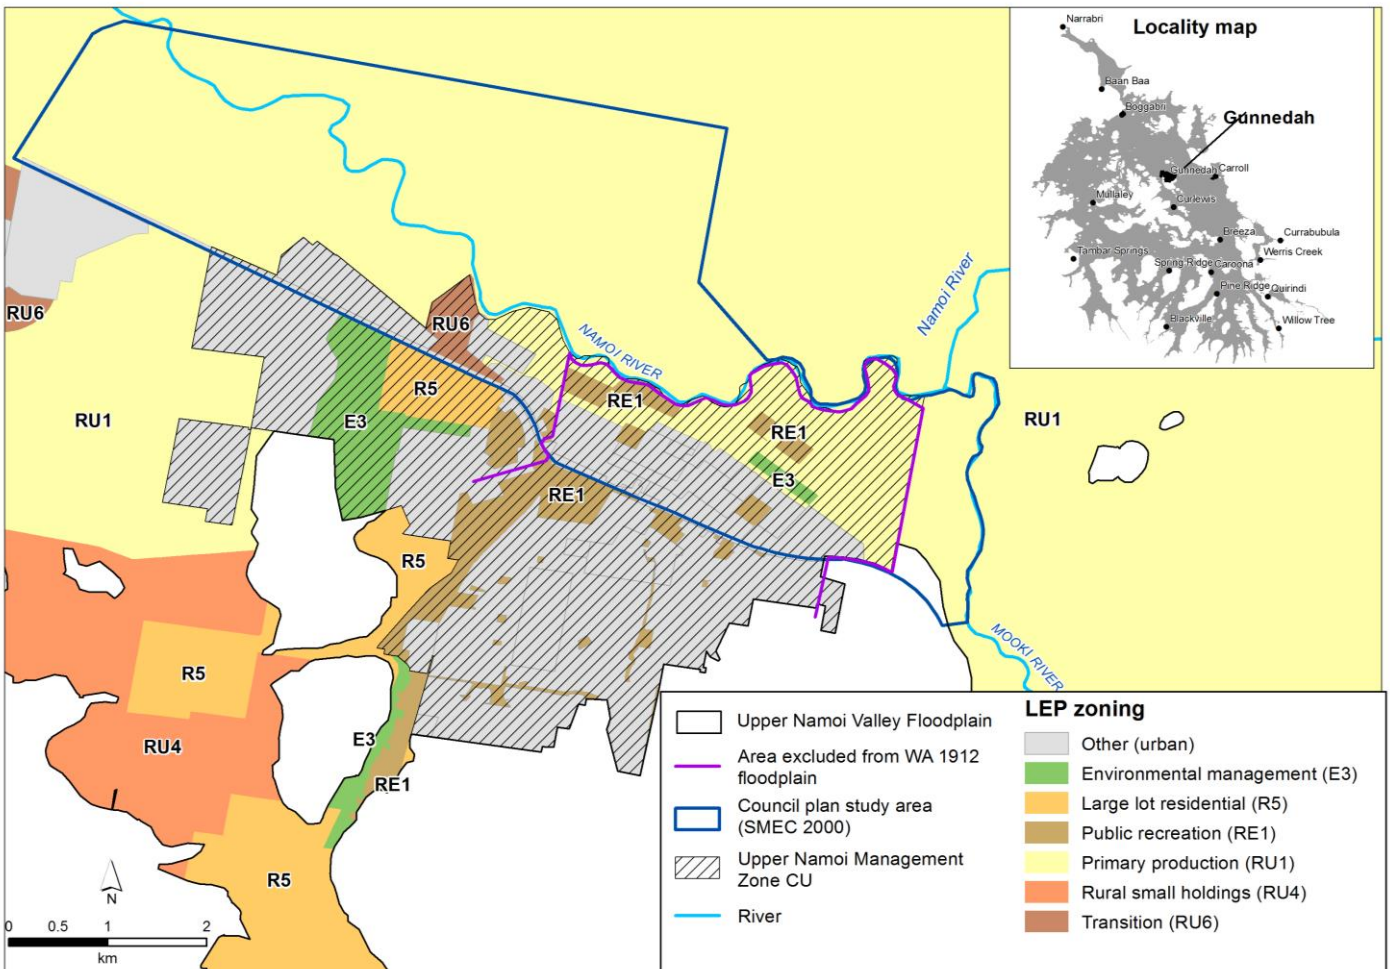 Locality map
Narrabri
Baan Baa
Boggabri
Gunnedah
Gunnedah
Carroll
Mullaley
Curlewis
Breeza
Currabubula
Tambar Springs
Werris Creek
Spring Ridge
Caroona
Pine Ridge
Quirindi
Blackville
Willow Tree
Namoi River
RU6
RU6
NAMOI RIVER
R5
RE1
RU1
E3
RE1
RU1
E3
RE1
R5
R5
MOOKI RIVER
RU4
E3
RE1
R5
N
0 0.5 1 2
km
Upper Namoi Valley Floodplain
Area excluded from WA 1912
floodplain
Council plan study area
(SMEC 2000)
Upper Namoi Management
Zone CU
River
LEP zoning
Other (urban)
Environmental management (E3)
Large lot residential (R5)
Public recreation (RE1)
Primary production (RU1)
Rural small holdings (RU4)
Transition (RU6)